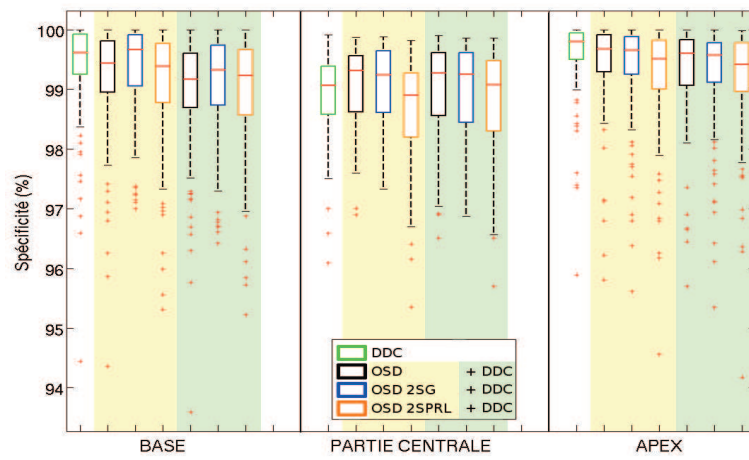 Spécificité (%)
100
99
98
97
96
95
94
DDC
OSD + DDC
OSD 2SG + DDC
OSD 2SPRL + DDC
BASE PARTIE CENTRALE APEX